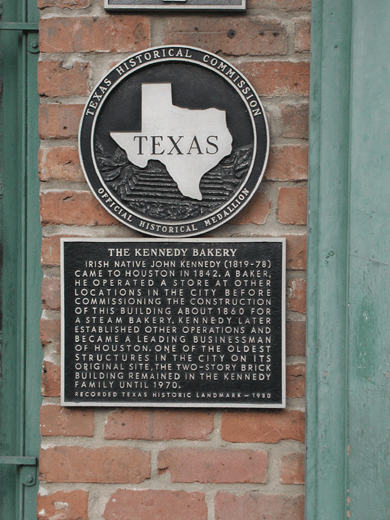 TEXAS HISTORICAL COMMISSION
TEXAS
OFFICIAL HISTORICAL MEDALLION
THE KENNEDY BAKERY
IRISH NATIVE JOHN KENNEDY (1819-78)
CAME TO HOUSTON IN 1842. A BAKER,
HE OPERATED A STORE AT OTHER
LOCATIONS IN THE CITY BEFORE
COMMISSIONING THE CONSTRUCTION
OF THIS BUILDING ABOUT 1860 FOR
A STEAM BAKERY. KENNEDY LATER
ESTABLISHED OTHER OPERATIONS AND
BECAME A LEADING BUSINESSMAN
OF HOUSTON. ONE OF THE OLDEST
STRUCTURES IN THE CITY ON ITS
ORIGINAL SITE, THE TWO-STORY BRICK
BUILDING REMAINED IN THE KENNEDY
FAMILY UNTIL 1970.
RECORDED TEXAS HISTORIC LANDMARK - 1980